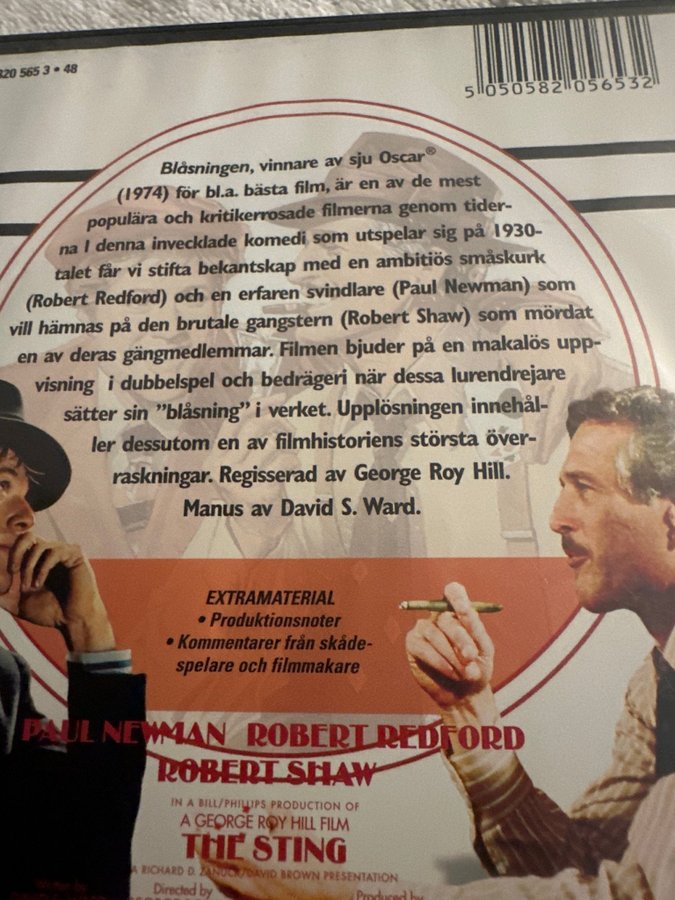 820 565 3 • 48
5 050582 056532
Blåsningen, vinnare av sju Oscar®
(1974) för bl.a. bästa film, är en av de mest
populära och kritikerrosade filmerna genom tider-
na I denna invecklade komedi som utspelar sig på 1930-
talet får vi stifta bekantskap med en ambitiös småskurk
(Robert Redford) och en erfaren svindlare (Paul Newman) som
vill hämnas på den brutale gangstern (Robert Shaw) som mördat
en av deras gängmedlemmar. Filmen bjuder på en makalös upp-
visning i dubbelspel och bedrägeri när dessa lurendrejare
sätter sin ”blåsning” i verket. Upplösningen innehål-
ler dessutom en av filmhistoriens största över-
raskningar. Regisserad av George Roy Hill.
Manus av David S. Ward.
EXTRAMATERIAL
• Produktionsnoter
• Kommentarer från skåde-
spelare och filmmakare
PAUL NEWMAN ROBERT REDFORD
ROBERT SHAW
IN A BILL/PHILLIPS PRODUCTION OF
A GEORGE ROY HILL FILM
THE STING
A RICHARD D. ZANUCK/DAVID BROWN PRESENTATION
Directed by
Produced by